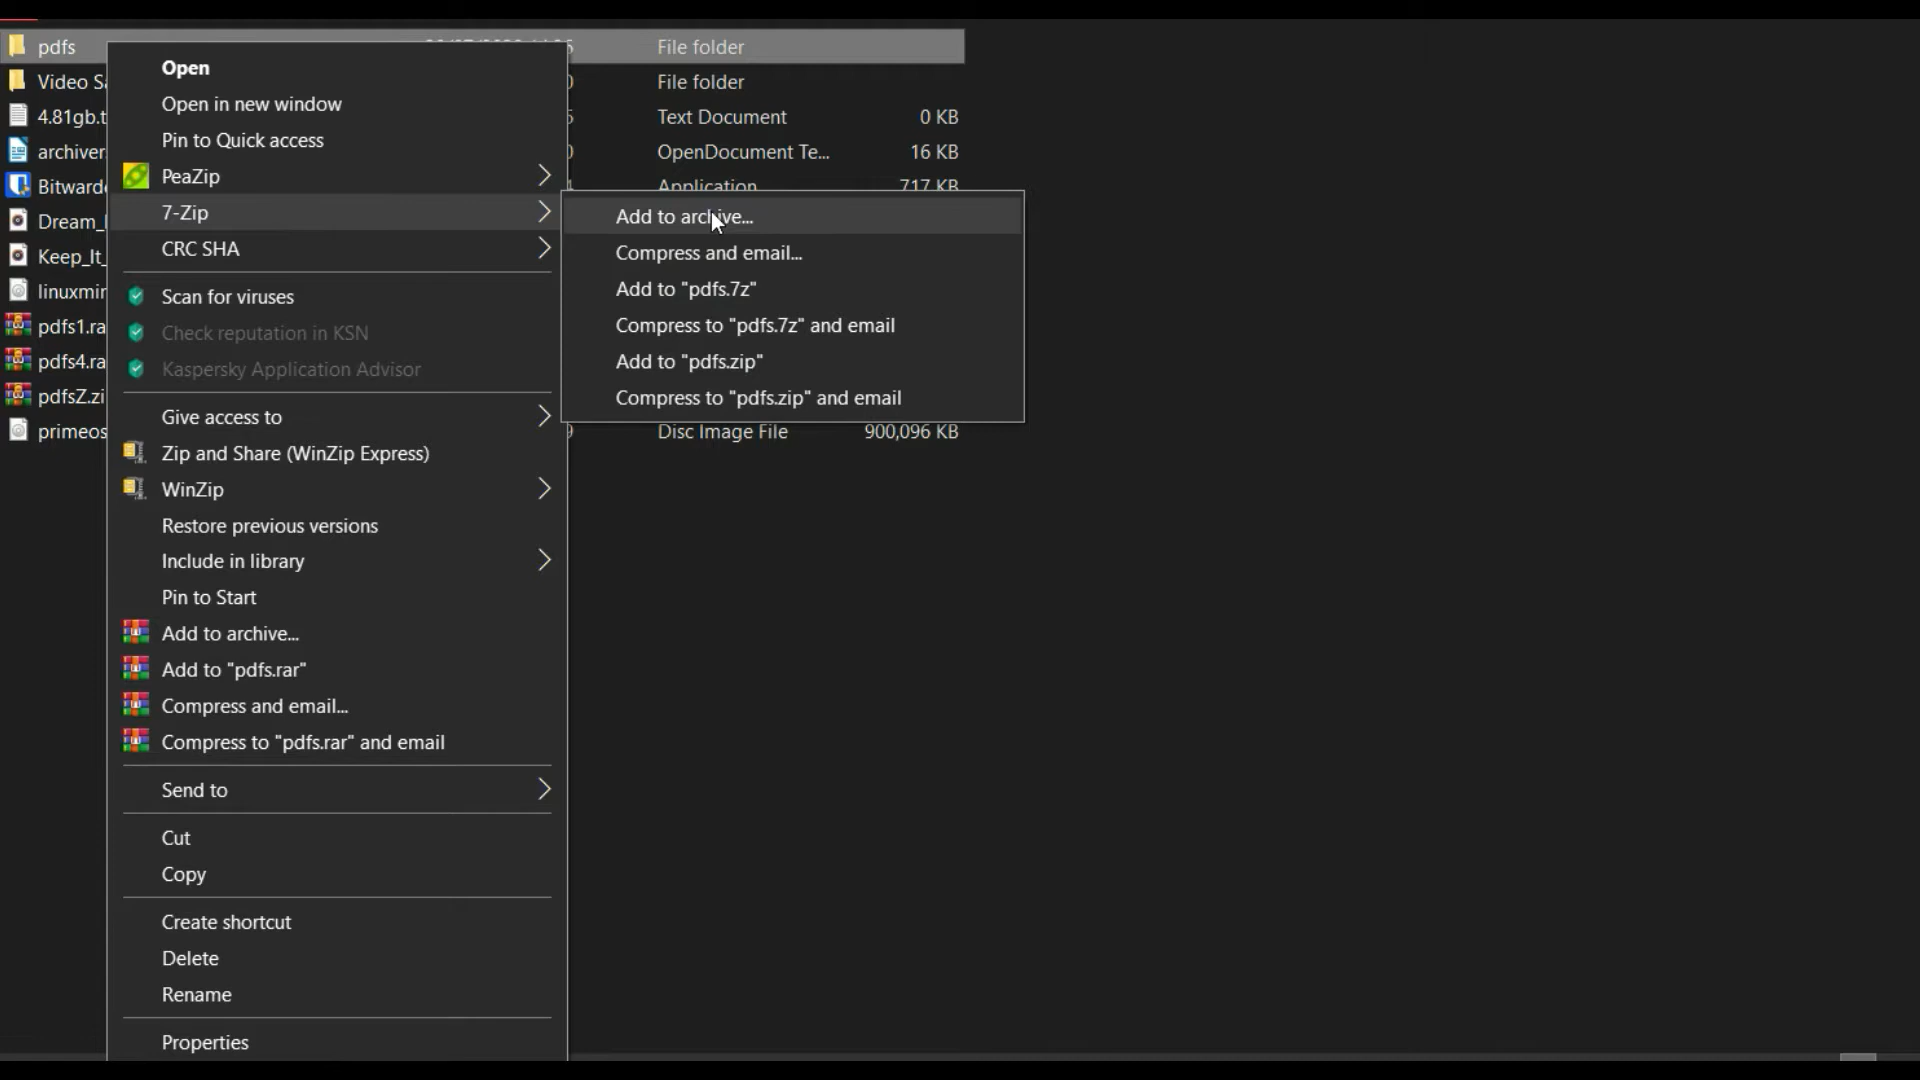 pdfs
File folder
Video
File folder
4.81gb.t
Text Document 0 KB
archiver
OpenDocument Te... 16 KB
Bitward
Application 717 KB
Dream_
Keep_It_
linuxmin
pdfs1.ra
pdfs4.ra
pdfsZ.zi
primeos
Disc Image File 900,096 KB
Open
Open in new window
Pin to Quick access
PeaZip
7-Zip
CRC SHA
Scan for viruses
Check reputation in KSN
Kaspersky Application Advisor
Give access to
Zip and Share (WinZip Express)
WinZip
Restore previous versions
Include in library
Pin to Start
Add to archive...
Add to "pdfs.rar"
Compress and email...
Compress to "pdfs.rar" and email
Send to
Cut
Copy
Create shortcut
Delete
Rename
Properties
Add to archive...
Compress and email...
Add to "pdfs.7z"
Compress to "pdfs.7z" and email
Add to "pdfs.zip"
Compress to "pdfs.zip" and email